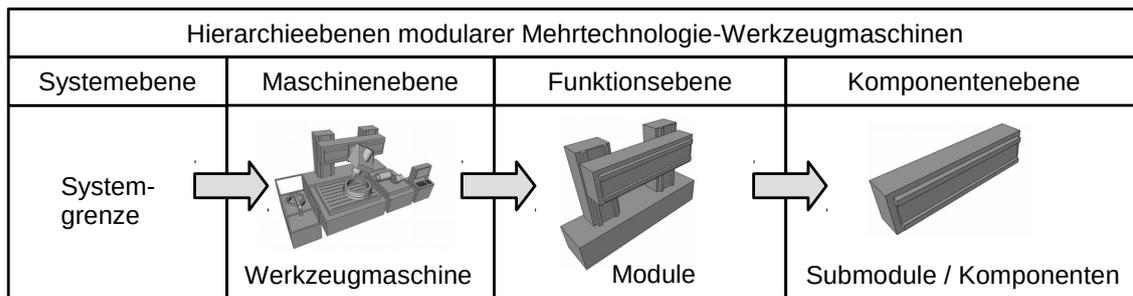 Hierarchieebenen modularer Mehrtechnologie-Werkzeugmaschinen
Systemebene Maschinenebene Funktionsebene Komponentenebene
System-
grenze
Werkzeugmaschine Module Submodule / Komponenten